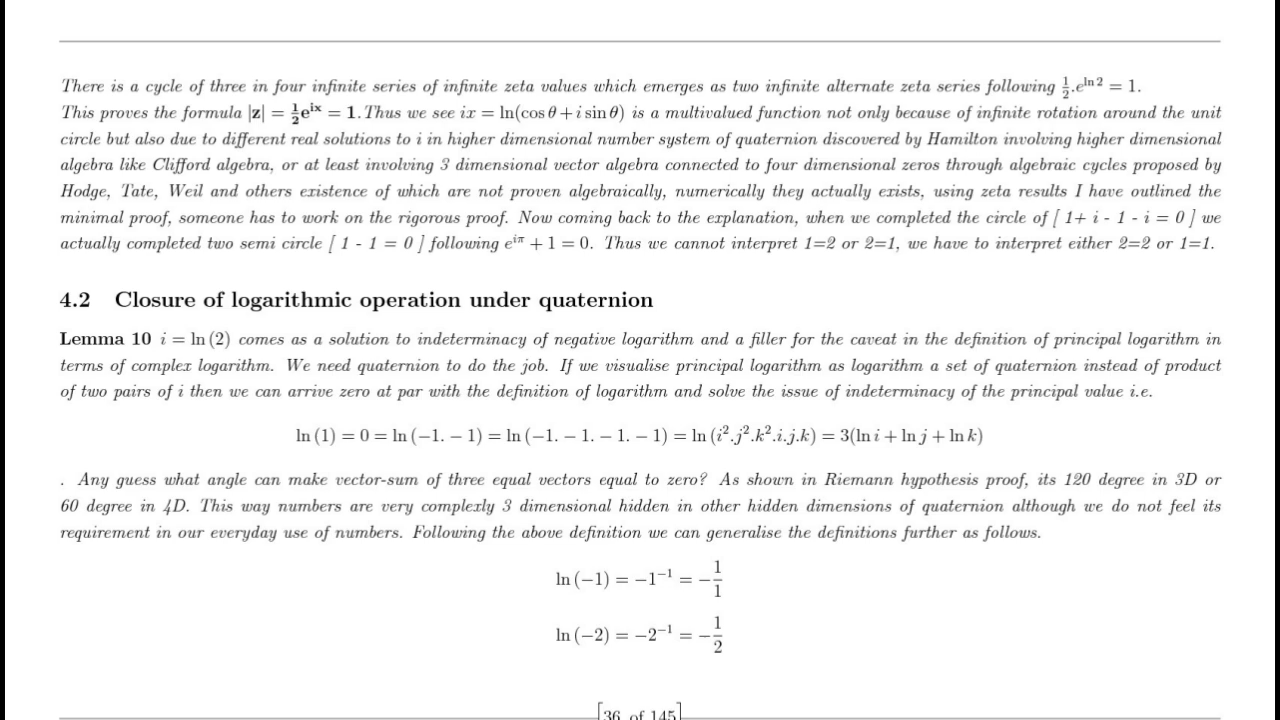 There is a cycle of three in four infinite series of infinite zeta values which emerges as two infinite alternate zeta series following $\frac{1}{2}.e^{\ln 2} = 1$.
This proves the formula $|\mathbf{z}| = \mathbf{\frac{1}{2}e^{ix}} = \mathbf{1}$. Thus we see $ix = \ln(\cos\theta + i\sin\theta)$ is a multivalued function not only because of infinite rotation around the unit
circle but also due to different real solutions to i in higher dimensional number system of quaternion discovered by Hamilton involving higher dimensional
algebra like Clifford algebra, or at least involving 3 dimensional vector algebra connected to four dimensional zeros through algebraic cycles proposed by
Hodge, Tate, Weil and others existence of which are not proven algebraically, numerically they actually exists, using zeta results I have outlined the
minimal proof, someone has to work on the rigorous proof. Now coming back to the explanation, when we completed the circle of [ 1+ i - 1 - i = 0 ] we
actually completed two semi circle [ 1 - 1 = 0 ] following $e^{i\pi} + 1 = 0$. Thus we cannot interpret 1=2 or 2=1, we have to interpret either 2=2 or 1=1.
4.2 Closure of logarithmic operation under quaternion
Lemma 10 $i = \ln(2)$ comes as a solution to indeterminacy of negative logarithm and a filler for the caveat in the definition of principal logarithm in
terms of complex logarithm. We need quaternion to do the job. If we visualise principal logarithm as logarithm a set of quaternion instead of product
of two pairs of i then we can arrive zero at par with the definition of logarithm and solve the issue of indeterminacy of the principal value i.e.
$\ln(1) = 0 = \ln(-1. - 1) = \ln(-1. - 1. - 1. - 1) = \ln(i^2.j^2.k^2.i.j.k) = 3(\ln i + \ln j + \ln k)$
. Any guess what angle can make vector-sum of three equal vectors equal to zero? As shown in Riemann hypothesis proof, its 120 degree in 3D or
60 degree in 4D. This way numbers are very complexly 3 dimensional hidden in other hidden dimensions of quaternion although we do not feel its
requirement in our everyday use of numbers. Following the above definition we can generalise the definitions further as follows.
$\ln(-1) = -1^{-1} = -\frac{1}{1}$
$\ln(-2) = -2^{-1} = -\frac{1}{2}$
[36 of 145]